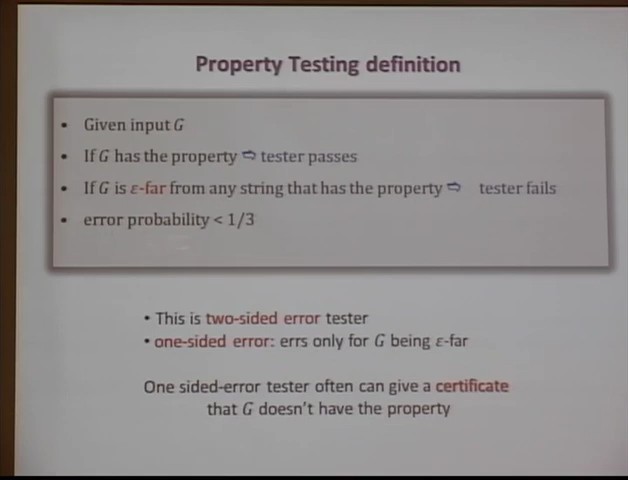 Property Testing definition
• Given input G
• If G has the property ⇨ tester passes
• If G is ε-far from any string that has the property ⇨ tester fails
• error probability < 1/3
• This is two-sided error tester
• one-sided error: errs only for G being ε-far
One sided-error tester often can give a certificate
that G doesn't have the property